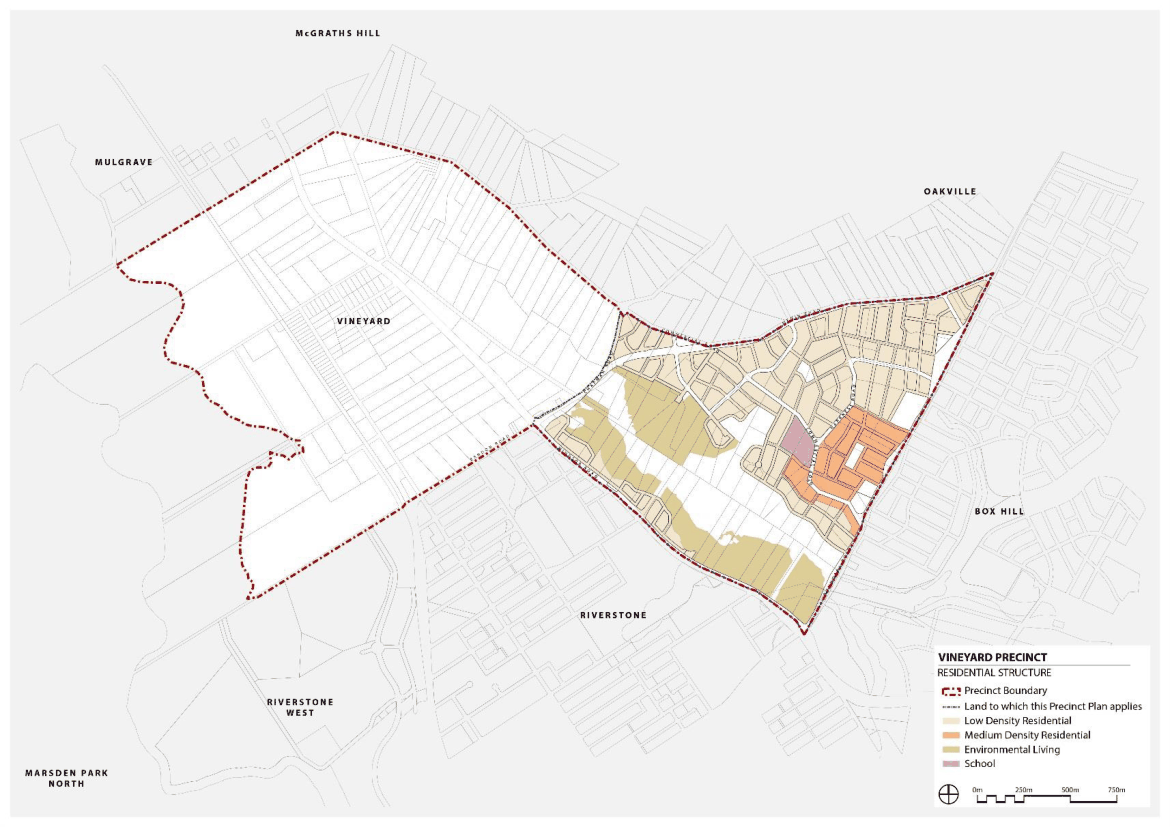 McGRATHS HILL
MULGRAVE
OAKVILLE
VINEYARD
BOX HILL
RIVERSTONE
RIVERSTONE
WEST
MARSDEN PARK
NORTH
VINEYARD PRECINCT
RESIDENTIAL STRUCTURE
Precinct Boundary
Land to which this Precinct Plan applies
Low Density Residential
Medium Density Residential
Environmental Living
School
0m 250m 500m 750m